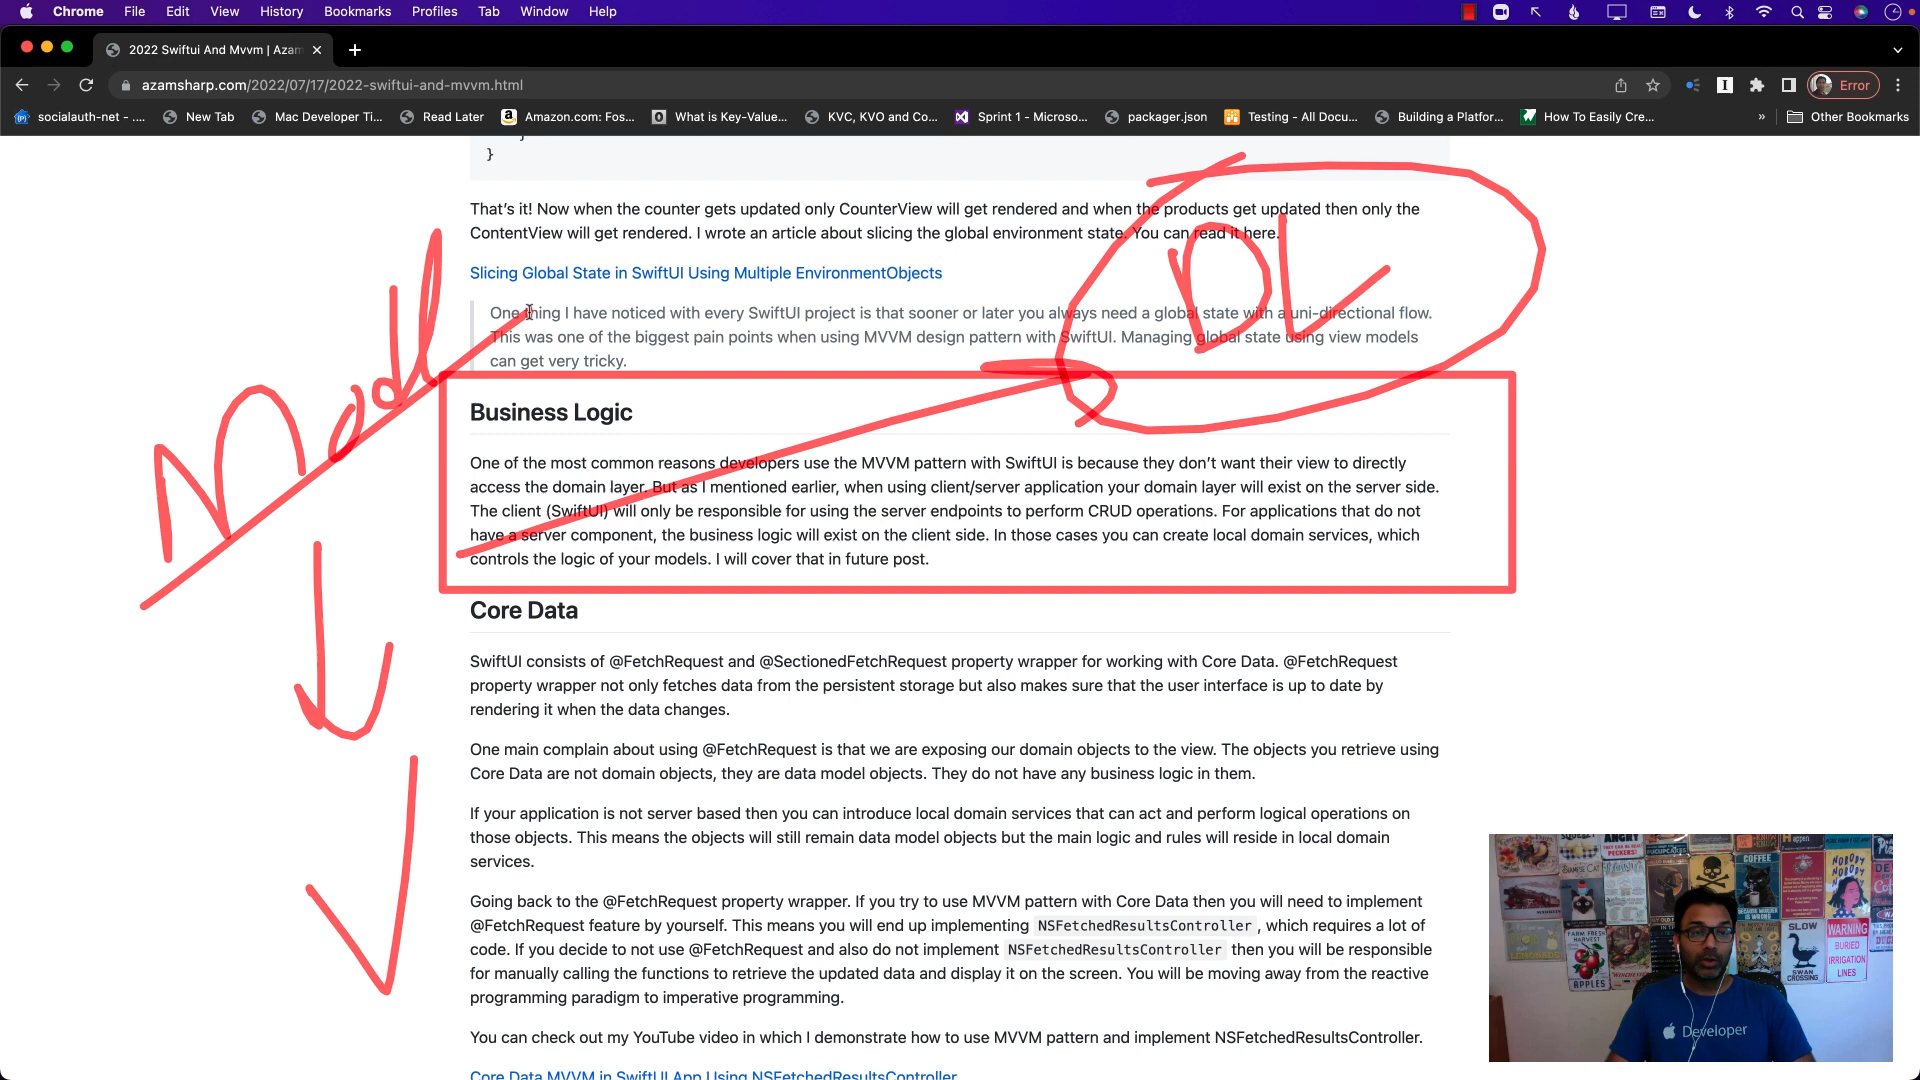 Chrome File Edit View History Bookmarks Profiles Tab Window Help
2022 Swiftui And Mvvm | Azam
azamsharp.com/2022/07/17/2022-swiftui-and-mvvm.html
Error
socialauth-net - .... New Tab Mac Developer Ti... Read Later Amazon.com: Fos... What is Key-Value... KVC, KVO and Co... Sprint 1 - Microso... packager.json Testing - All Docu... Building a Platfor... How To Easily Cre... » Other Bookmarks
}
That’s it! Now when the counter gets updated only CounterView will get rendered and when the products get updated then only the
ContentView will get rendered. I wrote an article about slicing the global environment state. You can read it here.
Slicing Global State in SwiftUI Using Multiple EnvironmentObjects
One thing I have noticed with every SwiftUI project is that sooner or later you always need a global state with a uni-directional flow.
This was one of the biggest pain points when using MVVM design pattern with SwiftUI. Managing global state using view models
can get very tricky.
DL
Model
Business Logic
One of the most common reasons developers use the MVVM pattern with SwiftUI is because they don’t want their view to directly
access the domain layer. But as I mentioned earlier, when using client/server application your domain layer will exist on the server side.
The client (SwiftUI) will only be responsible for using the server endpoints to perform CRUD operations. For applications that do not
have a server component, the business logic will exist on the client side. In those cases you can create local domain services, which
controls the logic of your models. I will cover that in future post.
Core Data
SwiftUI consists of @FetchRequest and @SectionedFetchRequest property wrapper for working with Core Data. @FetchRequest
property wrapper not only fetches data from the persistent storage but also makes sure that the user interface is up to date by
rendering it when the data changes.
One main complain about using @FetchRequest is that we are exposing our domain objects to the view. The objects you retrieve using
Core Data are not domain objects, they are data model objects. They do not have any business logic in them.
If your application is not server based then you can introduce local domain services that can act and perform logical operations on
those objects. This means the objects will still remain data model objects but the main logic and rules will reside in local domain
services.
Going back to the @FetchRequest property wrapper. If you try to use MVVM pattern with Core Data then you will need to implement
@FetchRequest feature by yourself. This means you will end up implementing NSFetchedResultsController, which requires a lot of
code. If you decide to not use @FetchRequest and also do not implement NSFetchedResultsController then you will be responsible
for manually calling the functions to retrieve the updated data and display it on the screen. You will be moving away from the reactive
programming paradigm to imperative programming.
You can check out my YouTube video in which I demonstrate how to use MVVM pattern and implement NSFetchedResultsController.
Core Data MVVM in SwiftUI App Using NSFetchedResultsController
COFFEE
FARM FRESH
HARVEST
APPLES
SLOW
SWAN
CROSSING
WARNING
BURIED
IRRIGATION
LINES
Developer